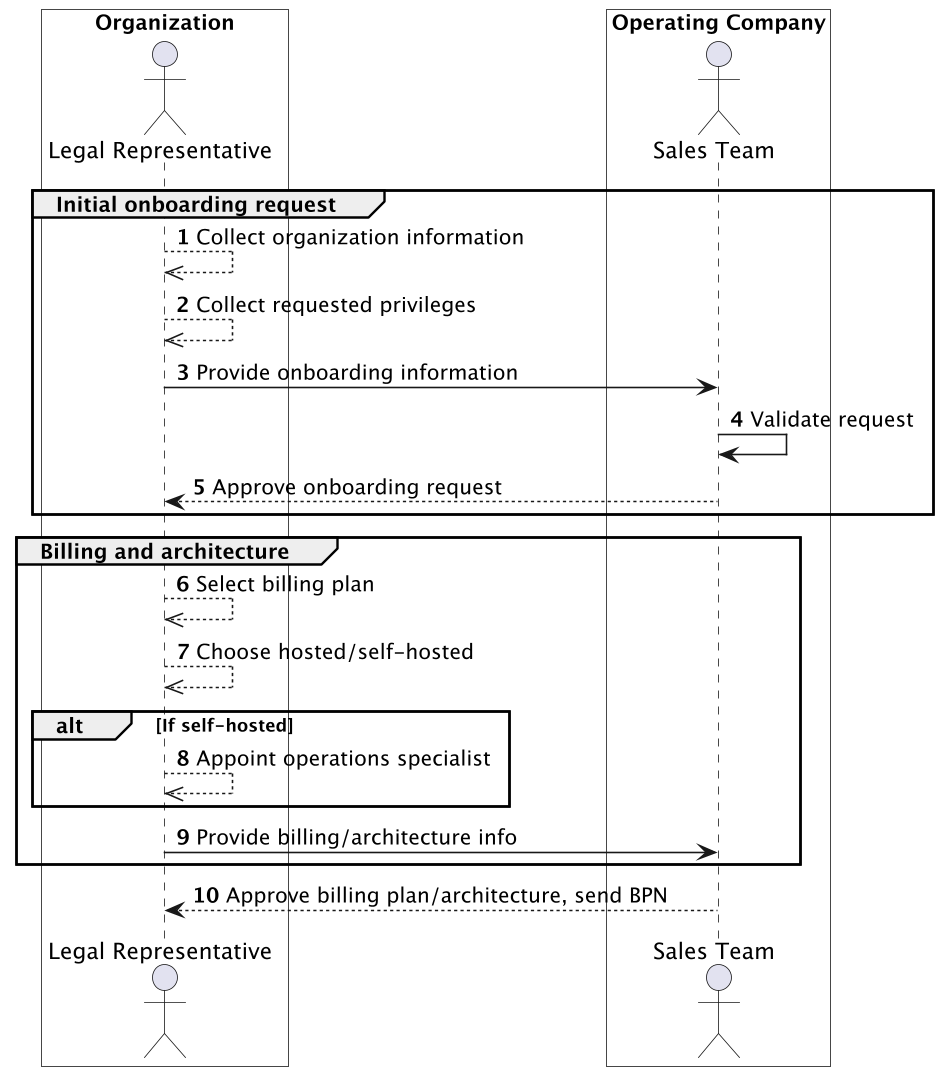 Organization
Operating Company
Legal Representative
Sales Team
Initial onboarding request
1 Collect organization information
2 Collect requested privileges
3 Provide onboarding information
4 Validate request
5 Approve onboarding request
Billing and architecture
6 Select billing plan
7 Choose hosted/self-hosted
alt [If self-hosted]
8 Appoint operations specialist
9 Provide billing/architecture info
10 Approve billing plan/architecture, send BPN
Legal Representative
Sales Team